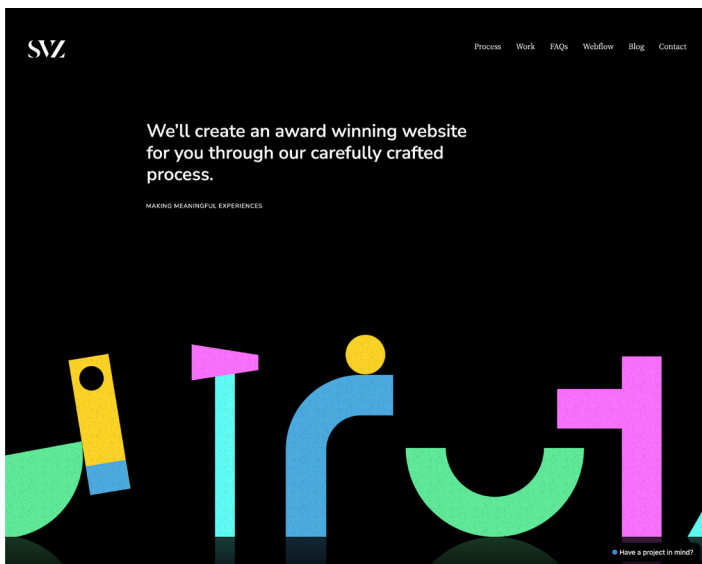 SVZ
Process Work FAQs Webflow Blog Contact
We’ll create an award winning website
for you through our carefully crafted
process.
MAKING MEANINGFUL EXPERIENCES
Have a project in mind?